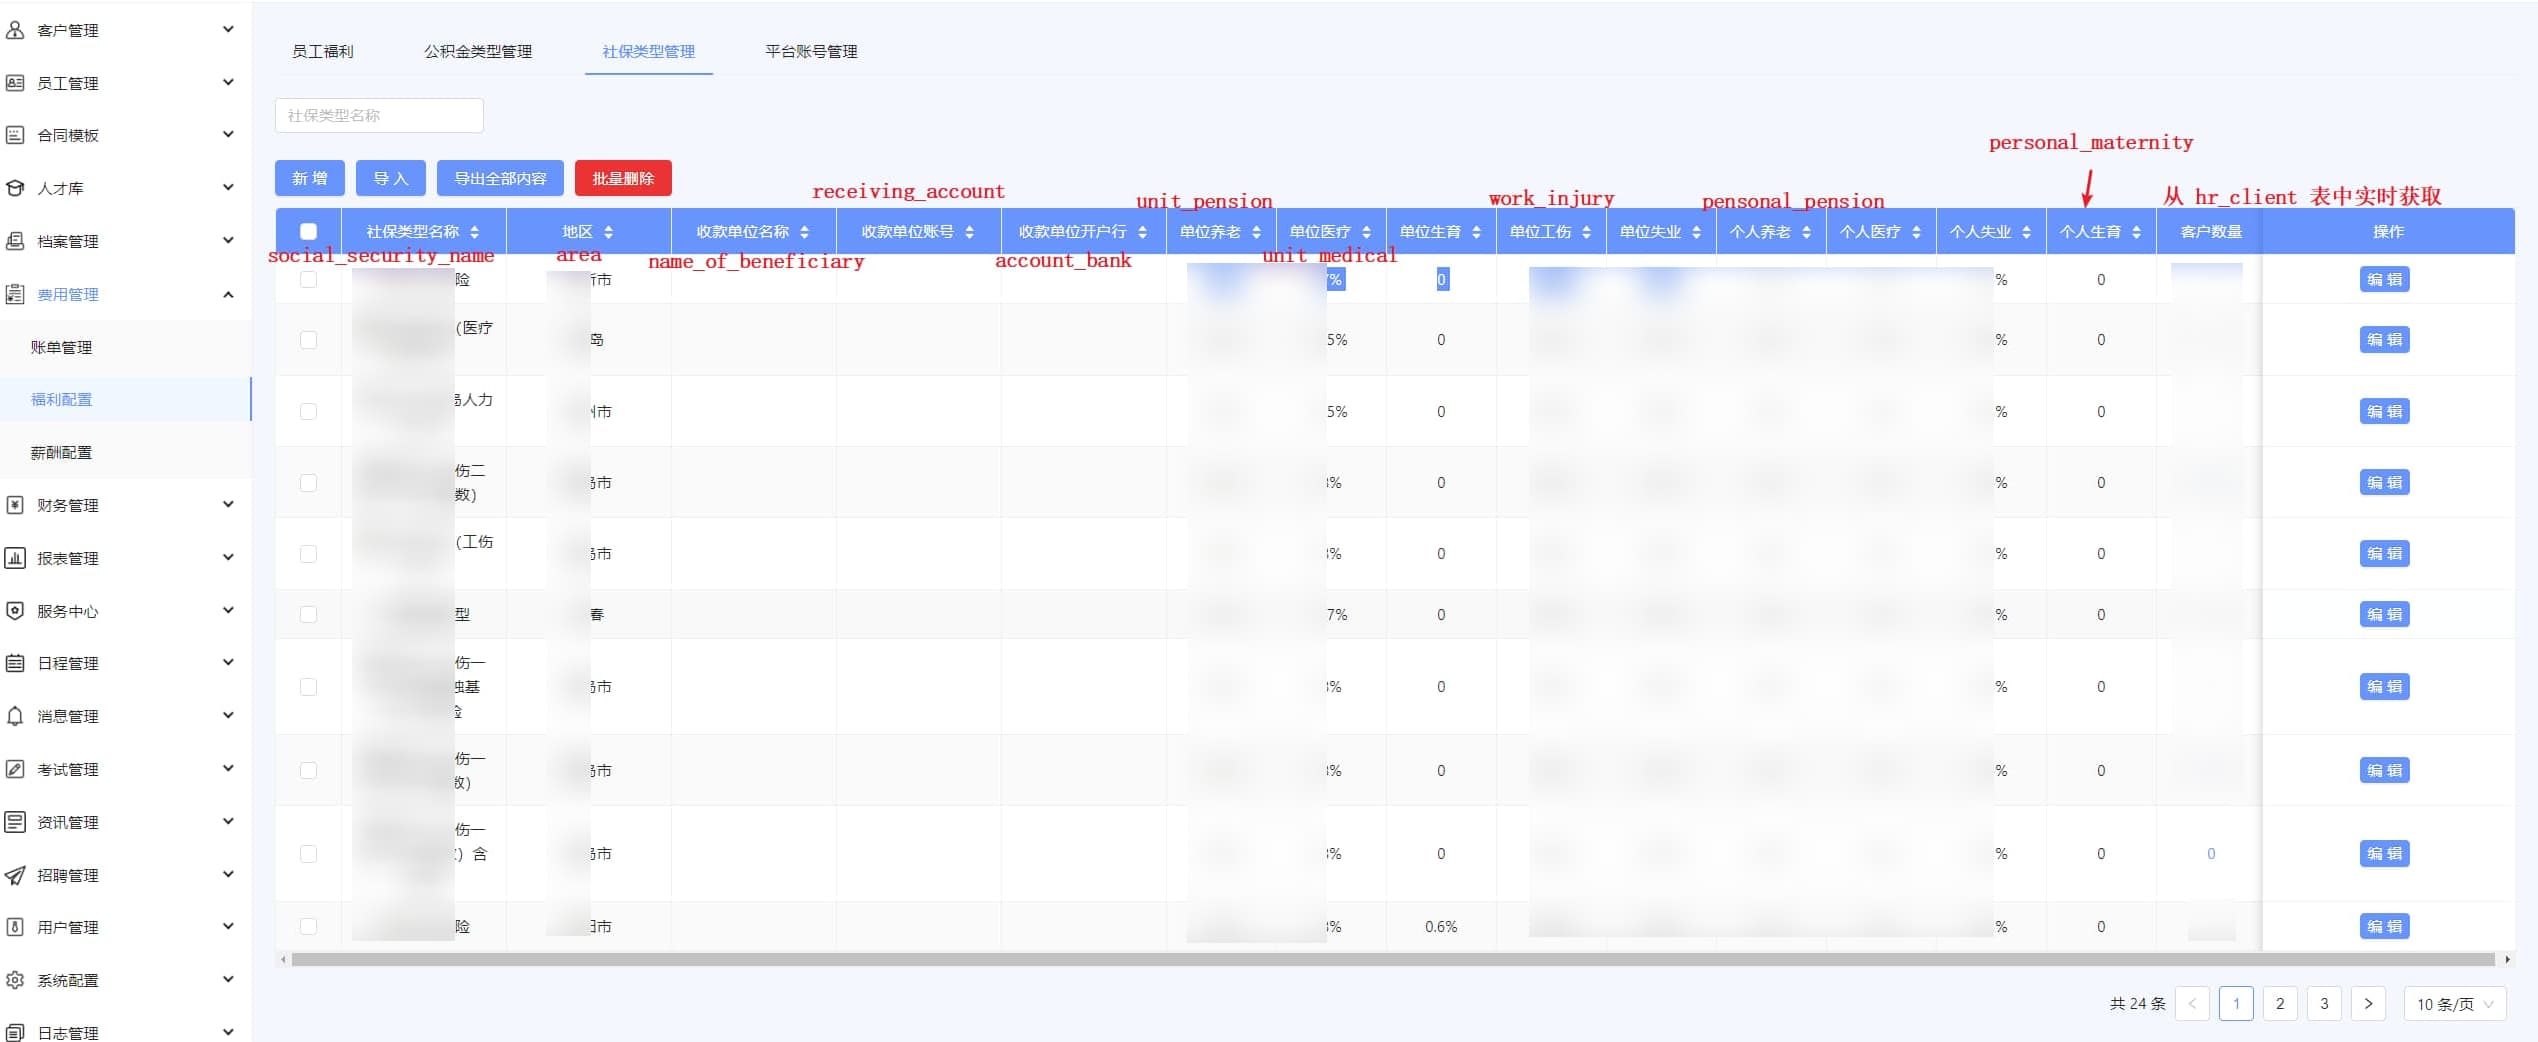 客户管理
员工管理
合同模板
人才库
档案管理
费用管理
账单管理
福利配置
薪酬配置
财务管理
报表管理
服务中心
日程管理
消息管理
考试管理
资讯管理
招聘管理
用户管理
系统配置
日志管理
员工福利 公积金类型管理 社保类型管理 平台账号管理
社保类型名称
新 增 导 入 导出全部内容 批量删除
personal_maternity
receiving_account unit_pension work_injury pensonal_pension 从 hr_client 表中实时获取
社保类型名称 地区 收款单位名称 收款单位账号 收款单位开户行 单位养老 单位医疗 单位生育 单位工伤 单位失业 个人养老 个人医疗 个人失业 个人生育 客户数量 操作
social_security_name area name_of_beneficiary account_bank unit_medical
险 市 % 0 % 0 编 辑
(医疗
岛 5% 0 % 0 编 辑
人力
州市 5% 0 % 0 编 辑
伤二
数)
岛市 % 0 % 0 编 辑
(工伤
岛市 % 0 % 0 编 辑
型 春 7% 0 % 0 编 辑
伤一
独基
险
岛市 % 0 % 0 编 辑
伤一
数)
岛市 % 0 % 0 编 辑
伤一
) 含
岛市 % 0 % 0 0 编 辑
险 阳市 % 0.6% % 0 编 辑
共 24 条 < 1 2 3 > 10 条/页